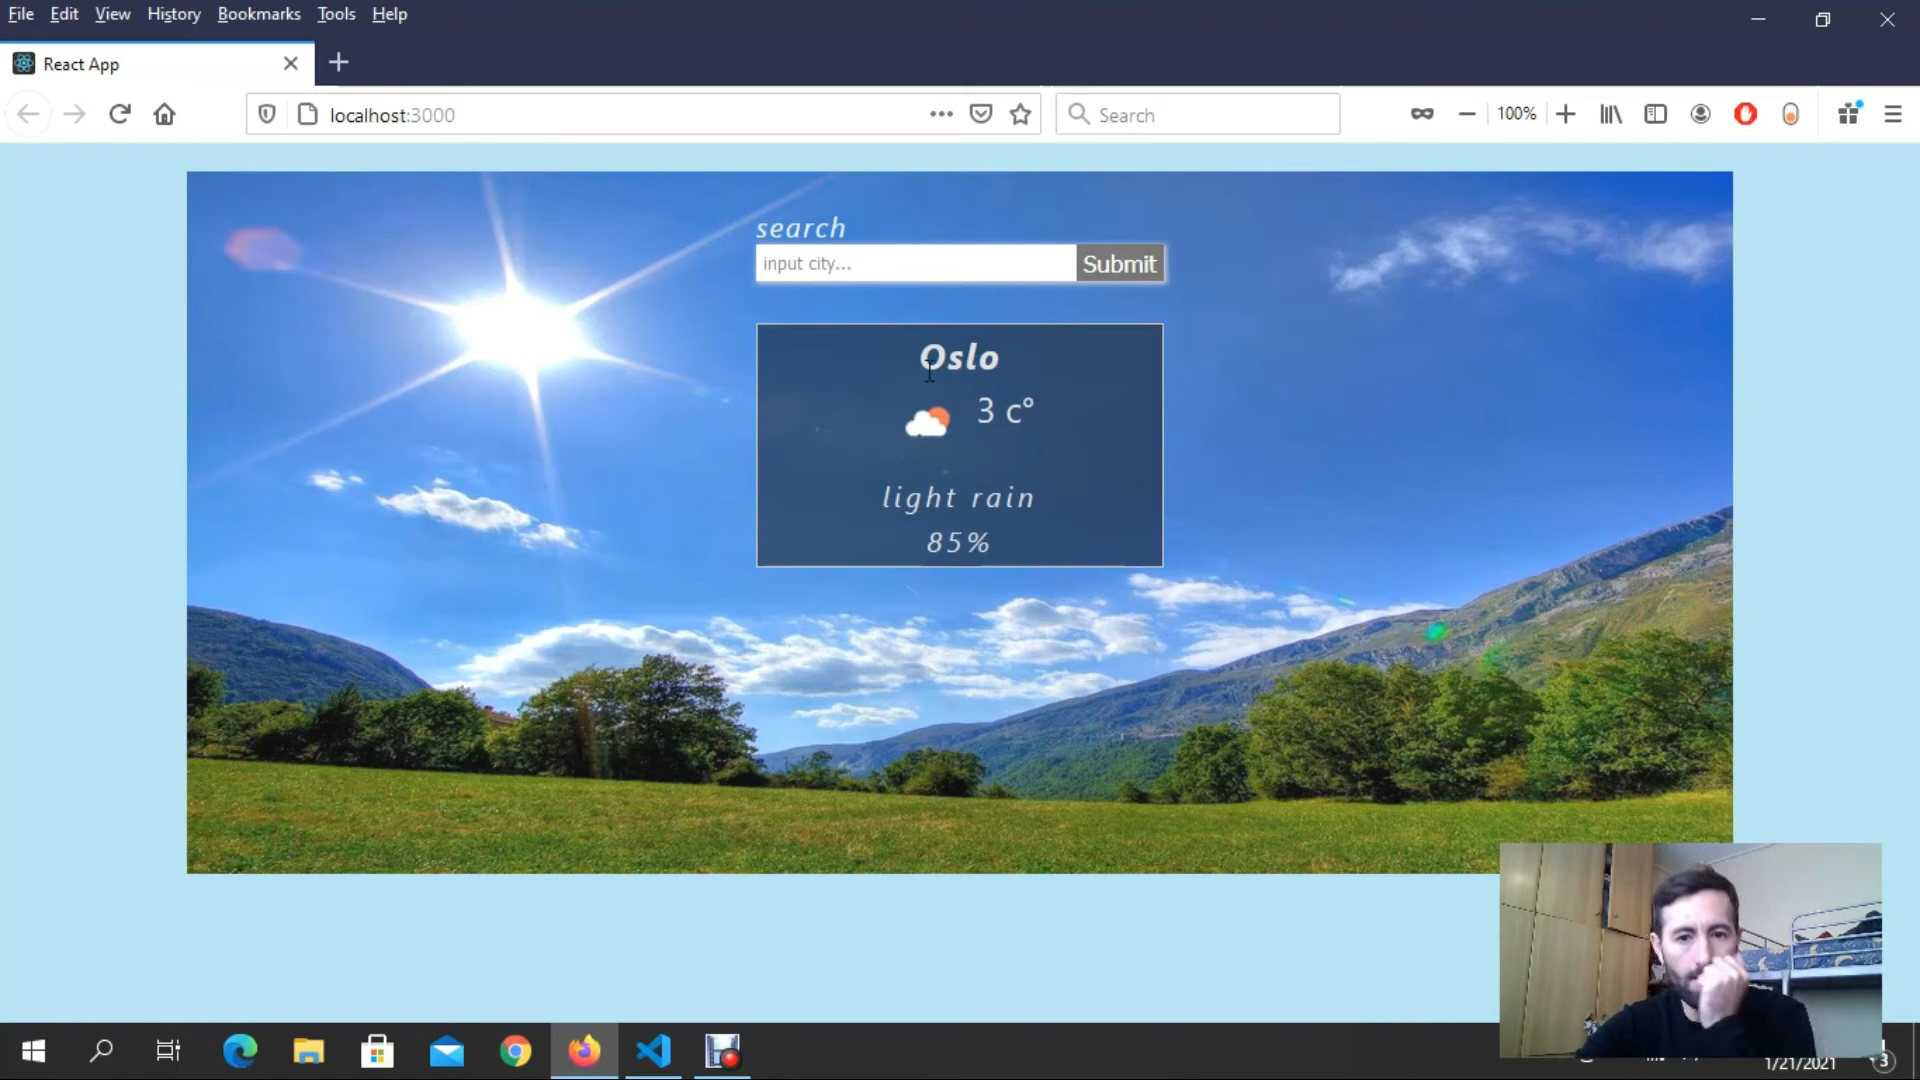 File Edit View History Bookmarks Tools Help
React App
localhost:3000
Search
100%
search
input city...
Submit
Oslo
3 c°
light rain
85%
1/21/2021
3